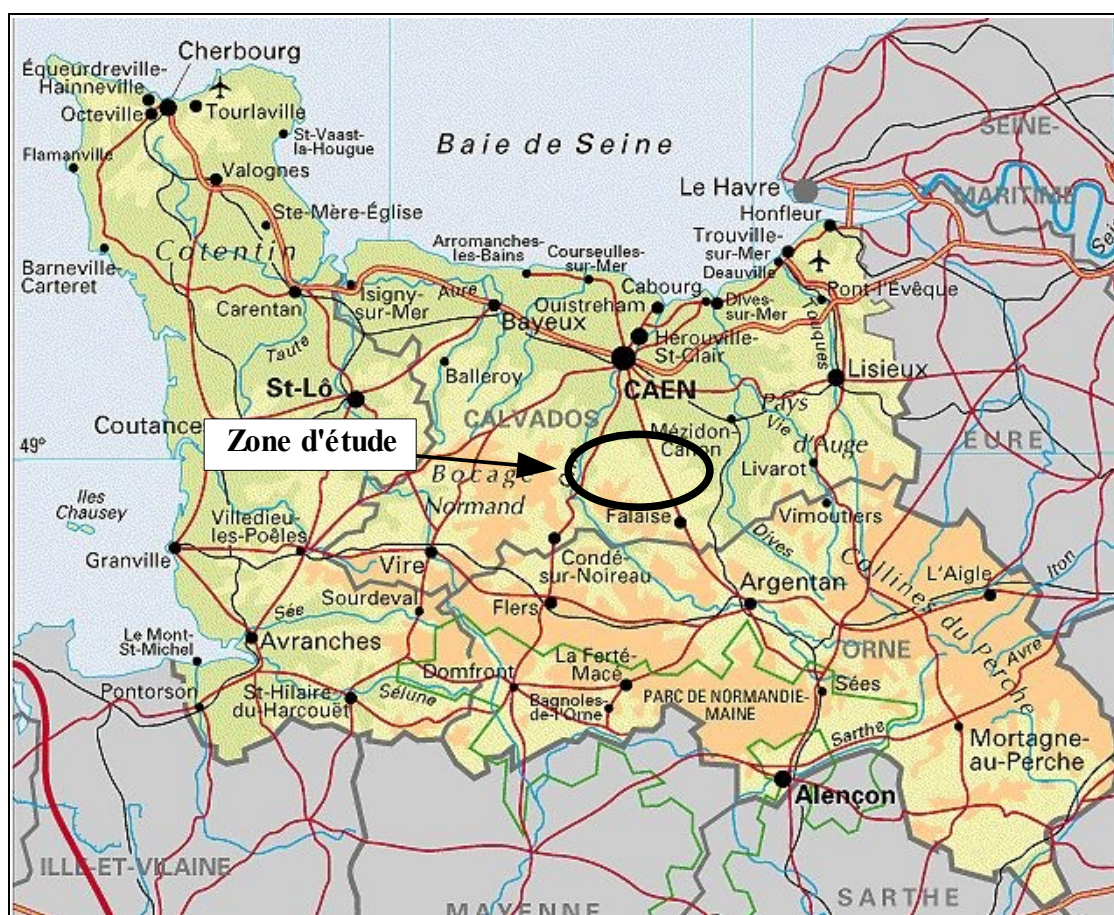 Cherbourg
Équeurdreville-
Hainneville
Octeville
Tourlaville
St-Vaast-
la-Hougue
Flamanville
Valognes
Baie de Seine
SEINE-
MARITIME
Le Havre
Ste-Mère-Église
Honfleur
Cotentin
Arromanches-
les-Bains
Courseulles-
sur-Mer
Trouville-
sur-Mer
Deauville
Barneville-
Carteret
Isigny-
sur-Mer
Aure
Cabourg
Ouistreham
Pont-l'Évêque
Carentan
Bayeux
Dives-
sur-Mer
Hérouville-
St-Clair
Touques
Taute
Balleroy
Lisieux
St-Lô
CAEN
CALVADOS
Pays
d'Auge
Vie
Coutance
Zone d'étude
Mézidon-
Canon
EURE
49°
Livarot
Bocage
Normand
Iles
Chausey
Villedieu-
les-Poêles
Falaise
Vimoutiers
Dives
Granville
Vire
Condé-
sur-Noireau
Collines du Perche
L'Aigle
Iton
Argentan
Sourdeval
Flers
Sée
Avranches
Le Mont-
St-Michel
ORNE
Avre
La Ferté-
Macé
Domfront
Pontorson
St-Hilaire-
du-Harcouët
Sélune
Bagnoles-
de-l'Orne
PARC DE NORMANDIE-
MAINE
Sées
Sarthe
Mortagne-
au-Perche
Alençon
ILLE-ET-VILAINE
MAYENNE
SARTHE